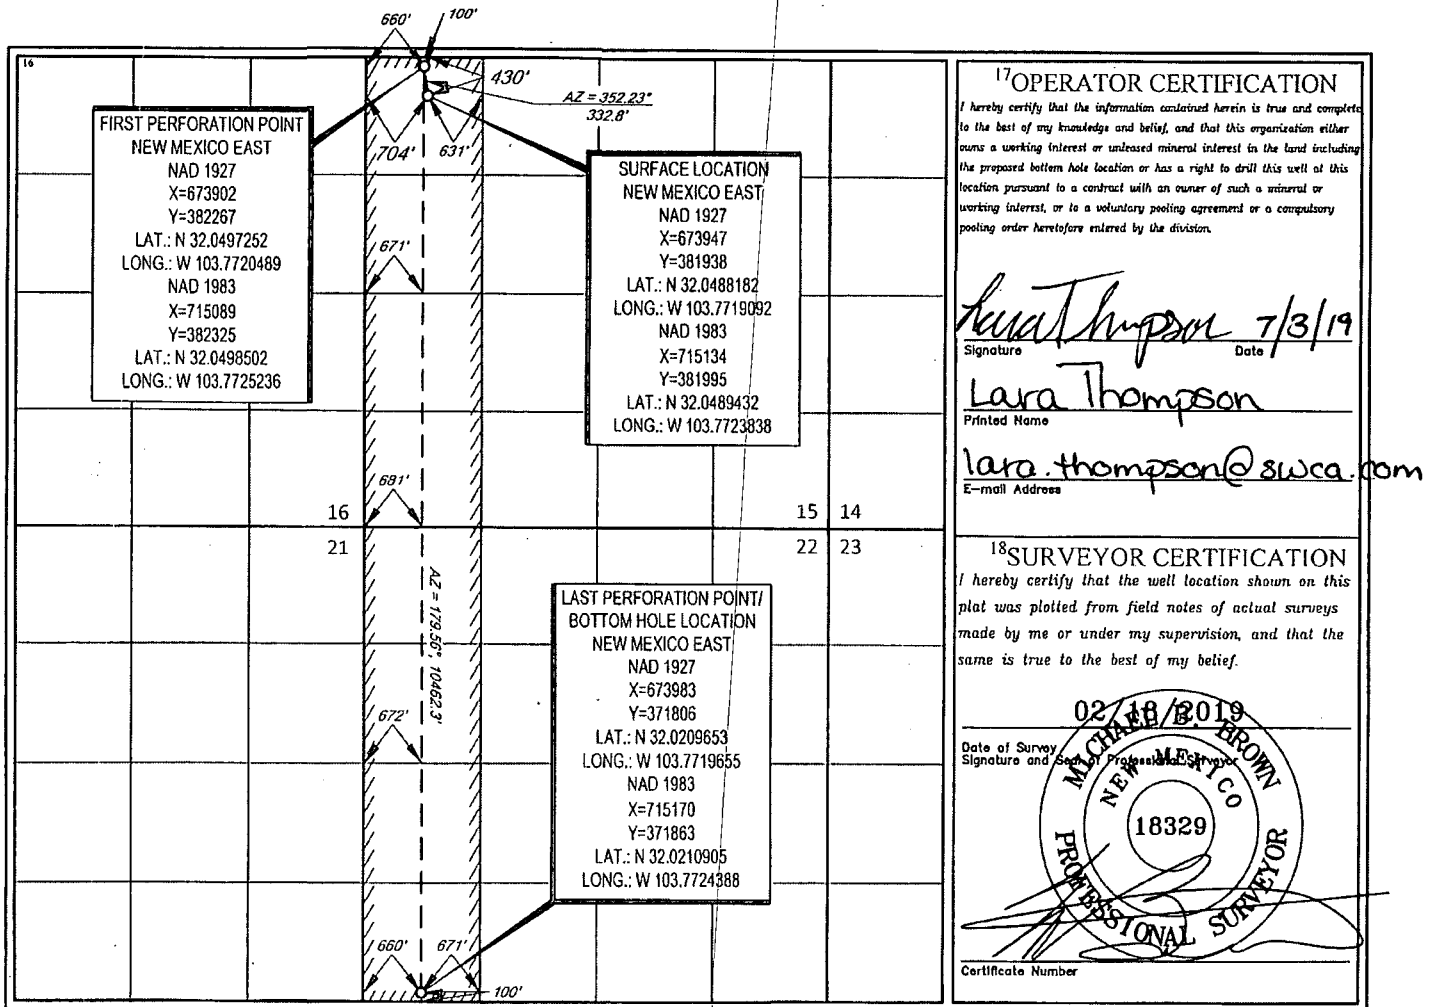 660'
100'
16
430'
AZ = 352.23°
332.8'
704'
631'
FIRST PERFORATION POINT
NEW MEXICO EAST
NAD 1927
X=673902
Y=382267
LAT.: N 32.0497252
LONG.: W 103.7720489
NAD 1983
X=715089
Y=382325
LAT.: N 32.0498502
LONG.: W 103.7725236
SURFACE LOCATION
NEW MEXICO EAST
NAD 1927
X=673947
Y=381938
LAT.: N 32.0488182
LONG.: W 103.7719092
NAD 1983
X=715134
Y=381995
LAT.: N 32.0489432
LONG.: W 103.7723838
671'
681'
16
15 14
21
22 23
AZ = 179.56°, 10462.3'
LAST PERFORATION POINT/
BOTTOM HOLE LOCATION
NEW MEXICO EAST
NAD 1927
X=673983
Y=371806
LAT.: N 32.0209653
LONG.: W 103.7719655
NAD 1983
X=715170
Y=371863
LAT.: N 32.0210905
LONG.: W 103.7724388
672'
660'
671'
100'
17 OPERATOR CERTIFICATION
I hereby certify that the information contained herein is true and complete
to the best of my knowledge and belief, and that this organization either
owns a working interest or unleased mineral interest in the land including
the proposed bottom hole location or has a right to drill this well at this
location pursuant to a contract with an owner of such a mineral or
working interest, or to a voluntary pooling agreement or a compulsory
pooling order heretofore entered by the division.
Lara Thompson 7/3/19
Signature Date
Lara Thompson
Printed Name
lara.thompson@swca.com
E-mail Address
18 SURVEYOR CERTIFICATION
I hereby certify that the well location shown on this
plat was plotted from field notes of actual surveys
made by me or under my supervision, and that the
same is true to the best of my belief.
02/18/2019
Date of Survey
Signature and Seal of Professional Surveyor
MICHAEL B. BROWN
NEW MEXICO
18329
PROFESSIONAL SURVEYOR
Certificate Number